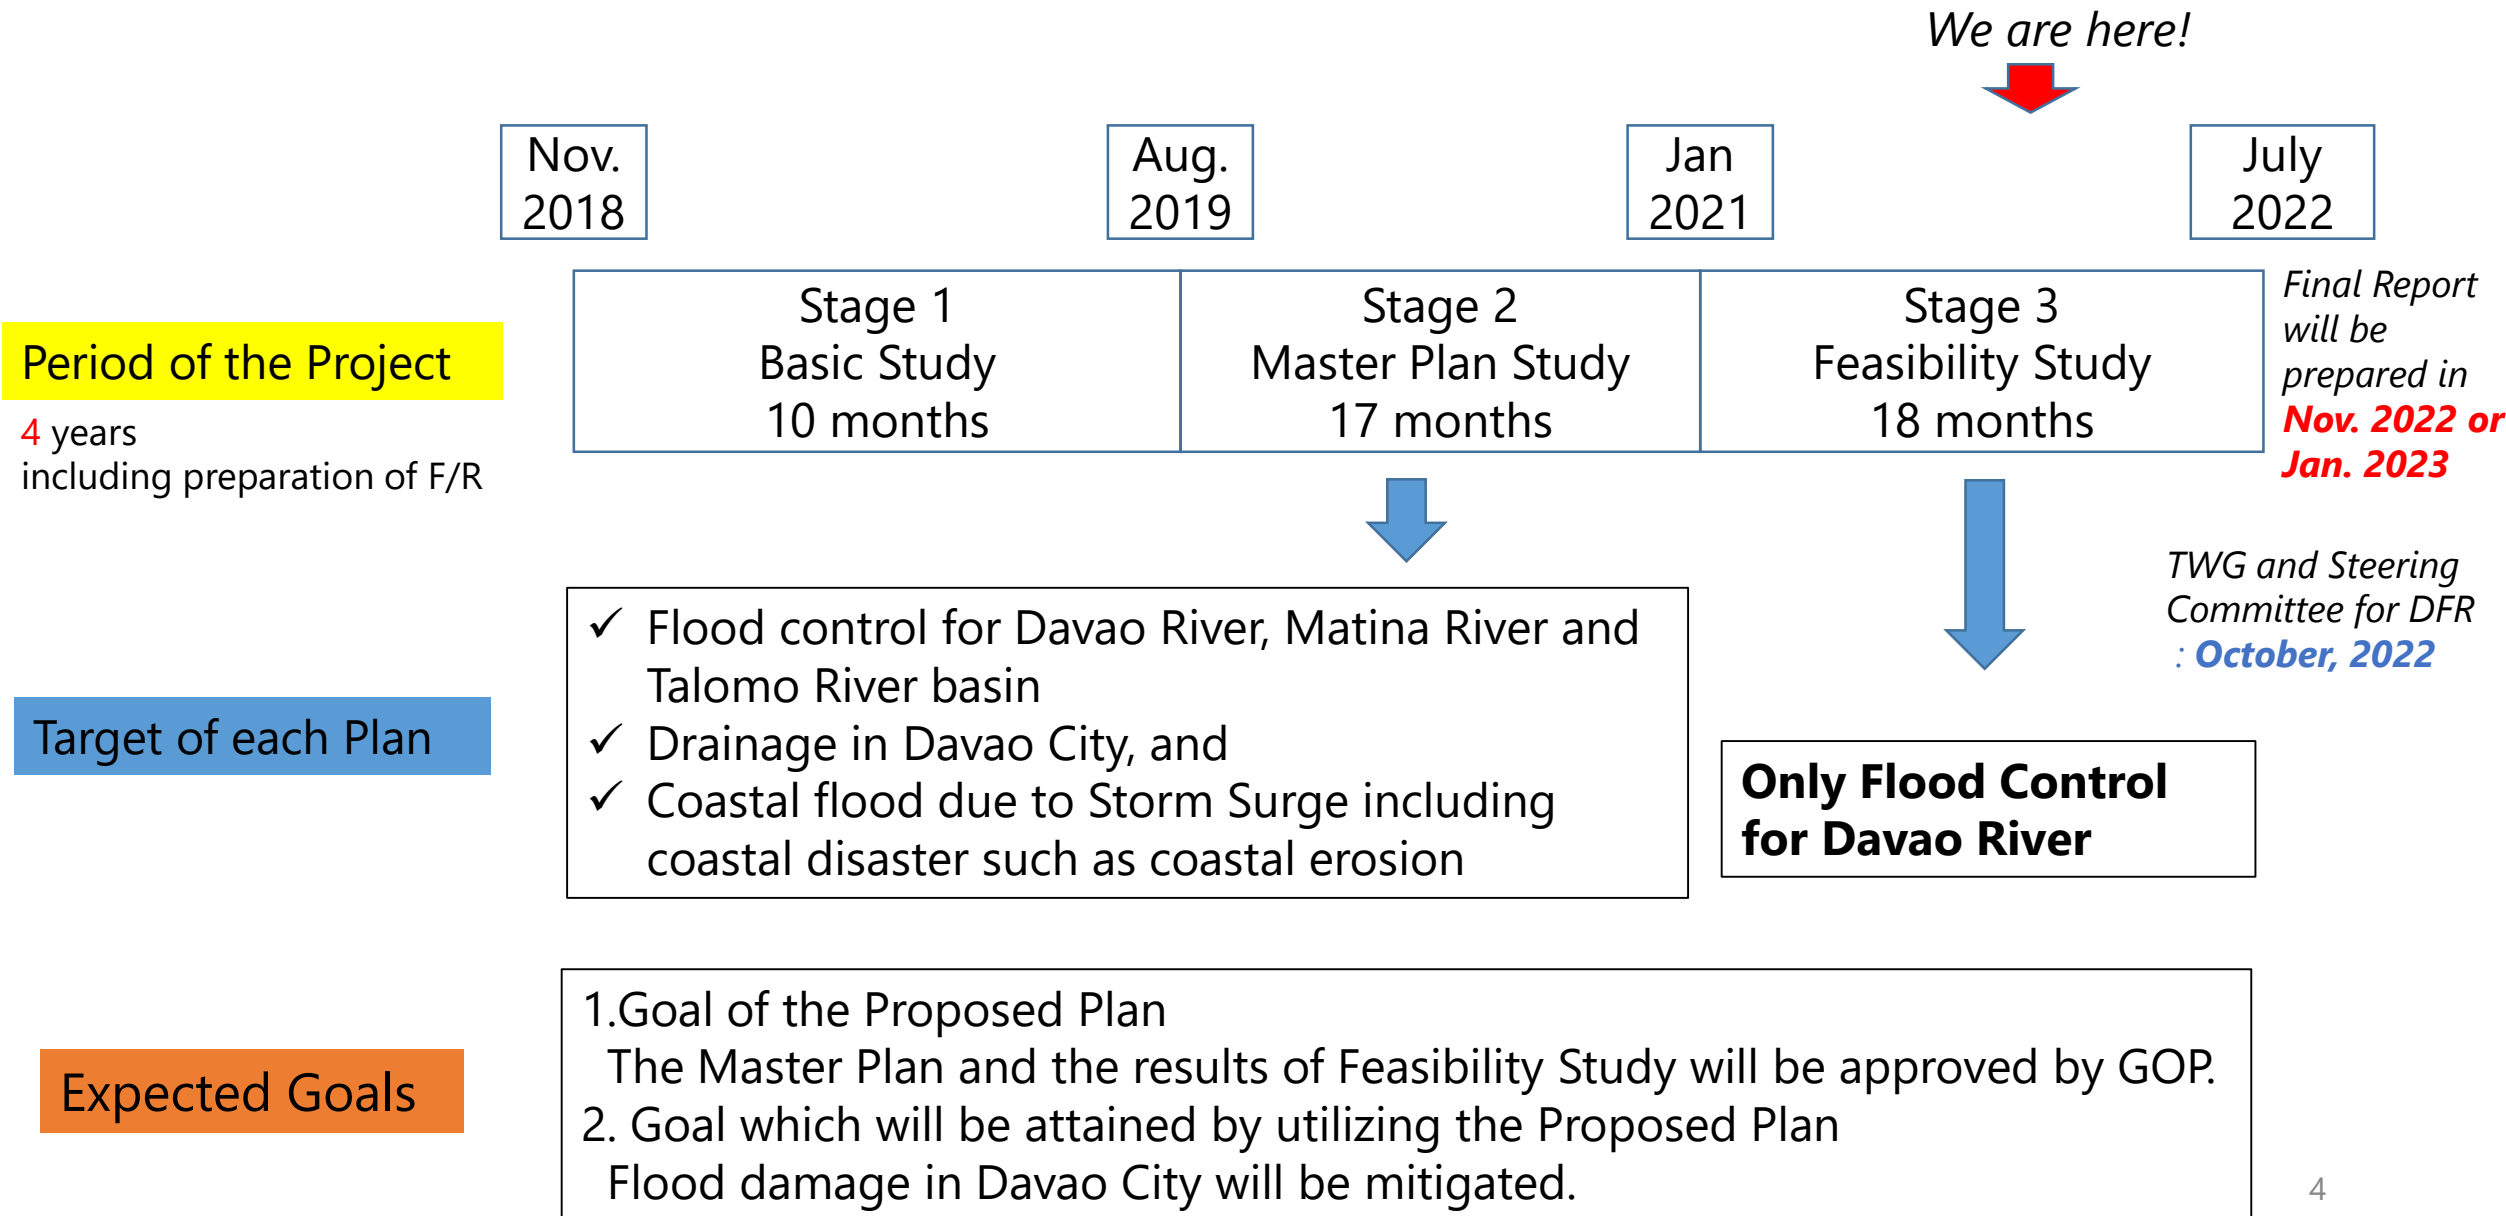 We are here!
Nov.
2018
Aug.
2019
Jan
2021
July
2022
Period of the Project
4 years
including preparation of F/R
Stage 1
Basic Study
10 months
Stage 2
Master Plan Study
17 months
Stage 3
Feasibility Study
18 months
Final Report
will be
prepared in
Nov. 2022 or
Jan. 2023
TWG and Steering
Committee for DFR
: October, 2022
Target of each Plan
✓ Flood control for Davao River, Matina River and
Talomo River basin
✓ Drainage in Davao City, and
✓ Coastal flood due to Storm Surge including
coastal disaster such as coastal erosion
Only Flood Control
for Davao River
Expected Goals
1.Goal of the Proposed Plan
The Master Plan and the results of Feasibility Study will be approved by GOP.
2. Goal which will be attained by utilizing the Proposed Plan
Flood damage in Davao City will be mitigated.
4